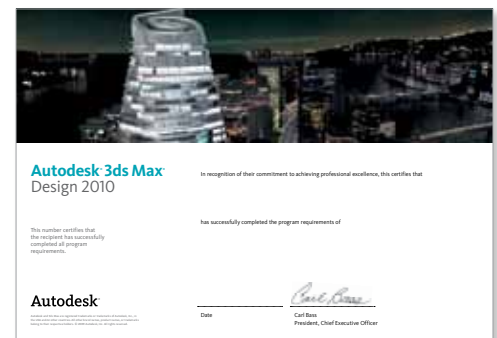 Autodesk® 3ds Max®
Design 2010
In recognition of their commitment to achieving professional excellence, this certifies that
has successfully completed the program requirements of
This number certifies that
the recipient has successfully
completed all program
requirements.
Autodesk®
Carl Bass
Date
Carl Bass
President, Chief Executive Officer